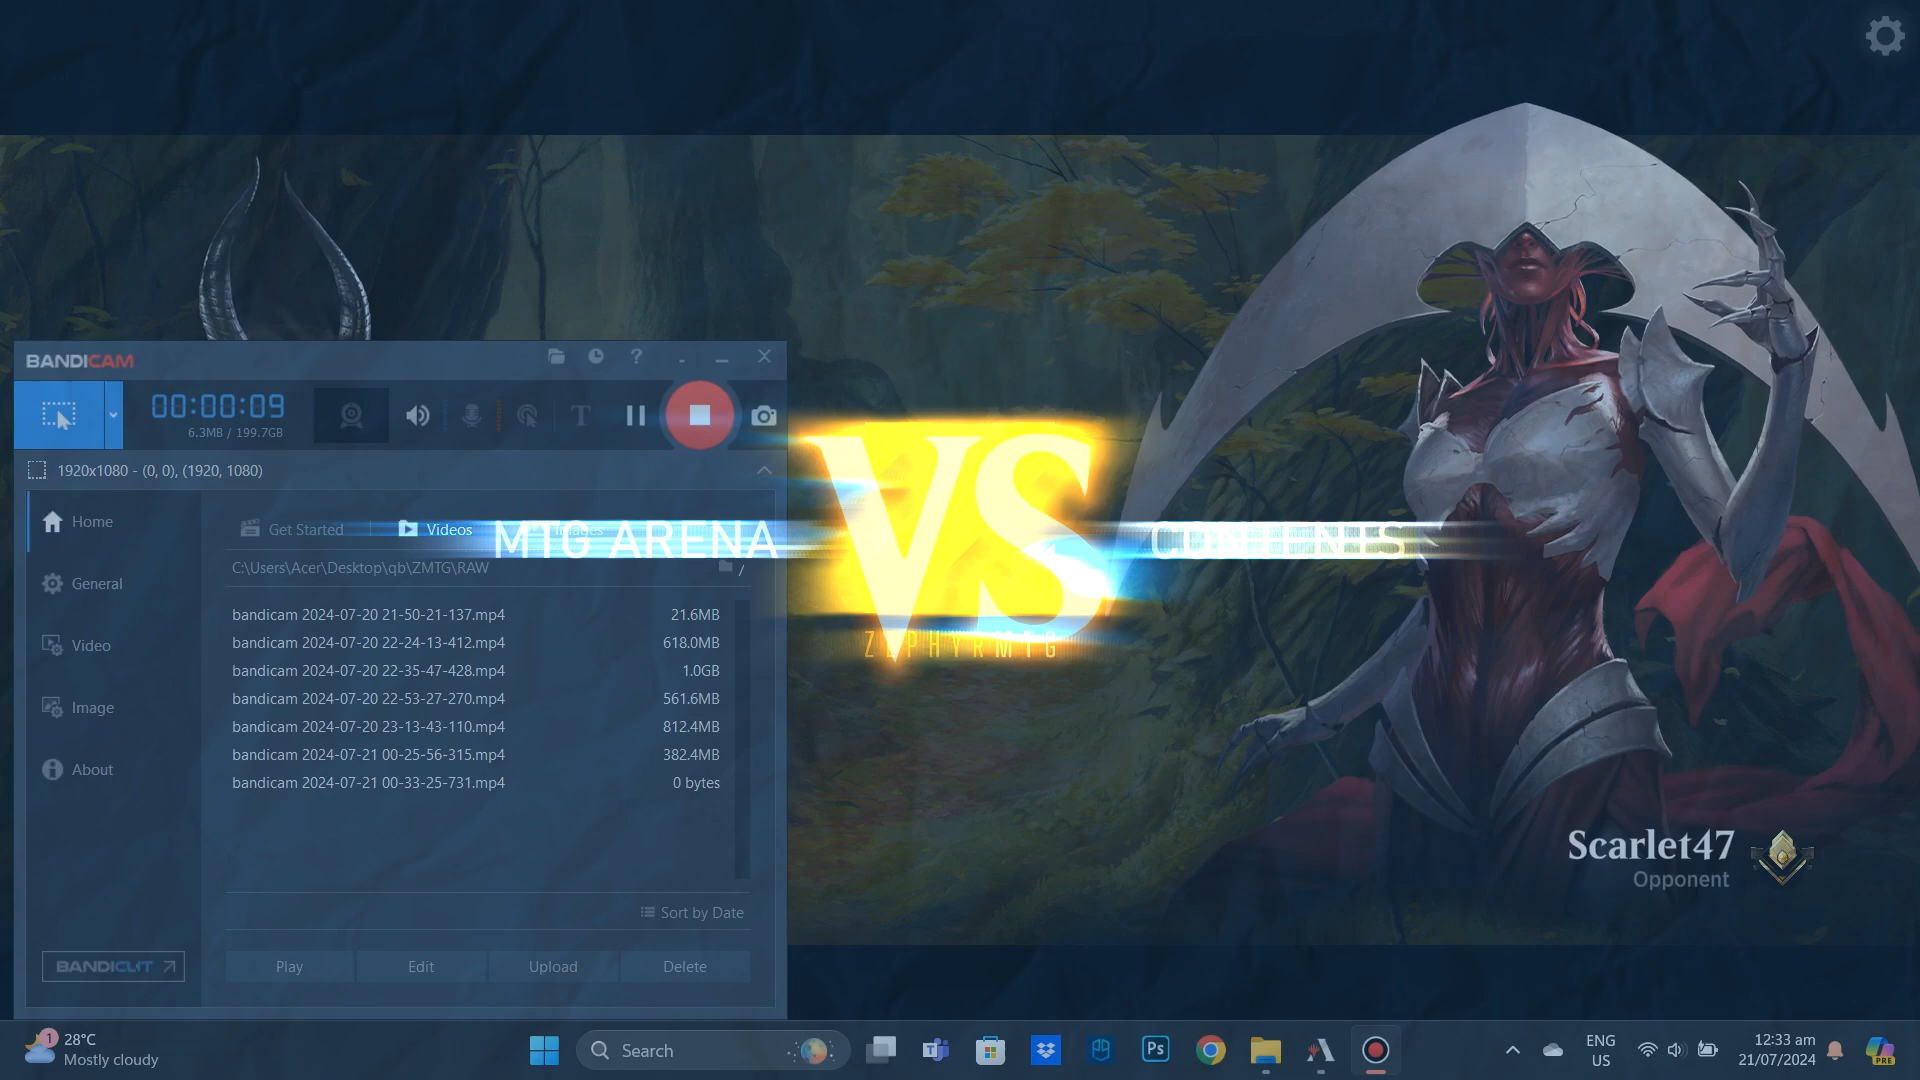 BANDICAM
00:00:09
6.3MB / 199.7GB
T
1920x1080 - (0, 0), (1920, 1080)
Home
General
Video
Image
About
BANDICUT
Get Started
Videos
Images
C:\Users\Acer\Desktop\qb\ZMTG\RAW
/
bandicam 2024-07-20 21-50-21-137.mp4 21.6MB
bandicam 2024-07-20 22-24-13-412.mp4 618.0MB
bandicam 2024-07-20 22-35-47-428.mp4 1.0GB
bandicam 2024-07-20 22-53-27-270.mp4 561.6MB
bandicam 2024-07-20 23-13-43-110.mp4 812.4MB
bandicam 2024-07-21 00-25-56-315.mp4 382.4MB
bandicam 2024-07-21 00-33-25-731.mp4 0 bytes
Sort by Date
Play Edit Upload Delete
MTG ARENA
VS
CONTENTS
ZEPHYRMTG
Scarlet47
Opponent
1
28°C
Mostly cloudy
Search
Ps
ENG
US
12:33 am
21/07/2024
PRE